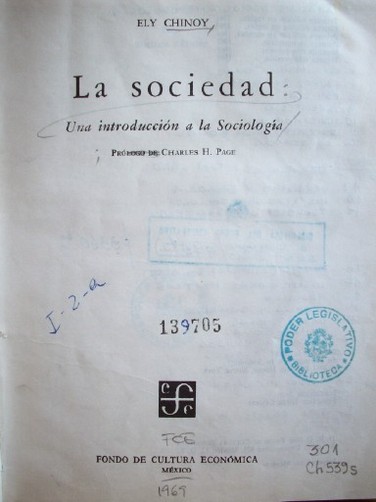 ELY CHINOY
La sociedad:
Una introducción a la Sociología
; PRÓLOGO DE CHARLES H. PAGE
I-2-a
139705
PODER LEGISLATIVO
BIBLIOTECA
FCE
FONDO DE CULTURA ECONÓMICA
MÉXICO
1969
301
Ch539s